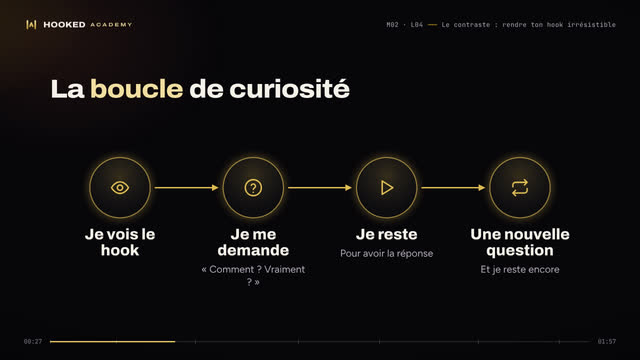 HOOKED ACADEMY
M02 · L04 — Le contraste : rendre ton hook irrésistible
La boucle de curiosité
Je vois le
hook
Je me
demande
« Comment ? Vraiment
? »
Je reste
Pour avoir la réponse
Une nouvelle
question
Et je reste encore
00:27
01:57